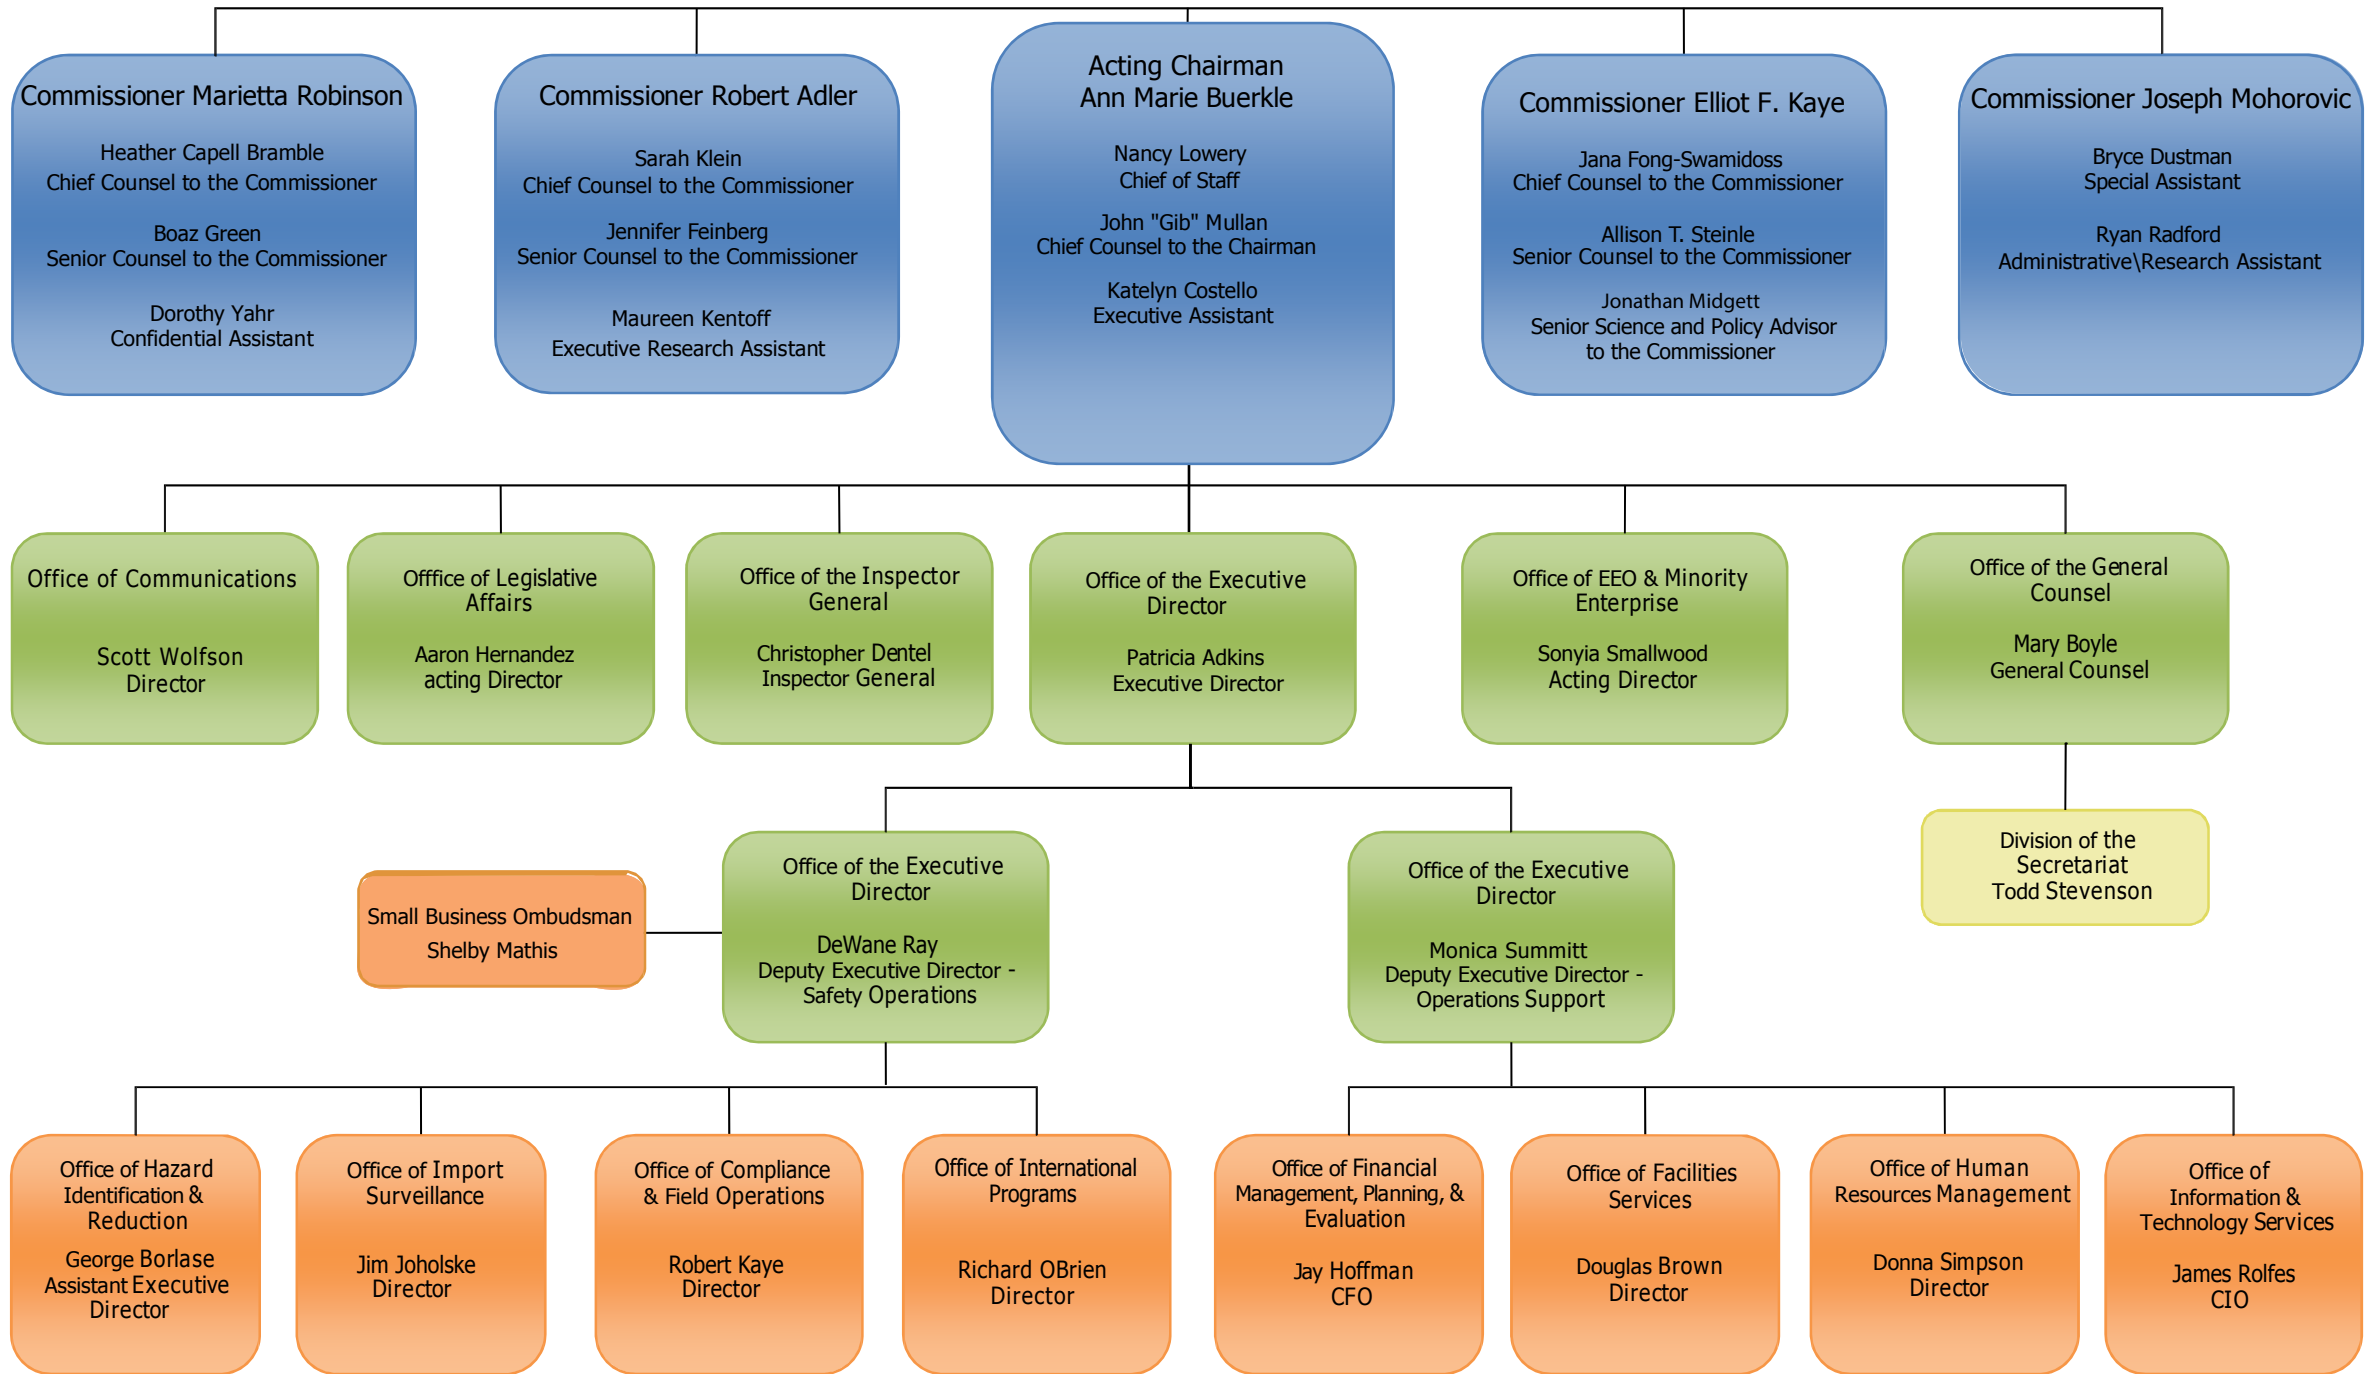 Commissioner Marietta Robinson
Heather Capell Bramble
Chief Counsel to the Commissioner
Boaz Green
Senior Counsel to the Commissioner
Dorothy Yahr
Confidential Assistant
Commissioner Robert Adler
Sarah Klein
Chief Counsel to the Commissioner
Jennifer Feinberg
Senior Counsel to the Commissioner
Maureen Kentoff
Executive Research Assistant
Acting Chairman
Ann Marie Buerkle
Nancy Lowery
Chief of Staff
John "Gib" Mullan
Chief Counsel to the Chairman
Katelyn Costello
Executive Assistant
Commissioner Elliot F. Kaye
Jana Fong-Swamidoss
Chief Counsel to the Commissioner
Allison T. Steinle
Senior Counsel to the Commissioner
Jonathan Midgett
Senior Science and Policy Advisor
to the Commissioner
Commissioner Joseph Mohorovic
Bryce Dustman
Special Assistant
Ryan Radford
Administrative\Research Assistant
Office of Communications
Scott Wolfson
Director
Offfice of Legislative
Affairs
Aaron Hernandez
acting Director
Office of the Inspector
General
Christopher Dentel
Inspector General
Office of the Executive
Director
Patricia Adkins
Executive Director
Office of EEO & Minority
Enterprise
Sonyia Smallwood
Acting Director
Office of the General
Counsel
Mary Boyle
General Counsel
Small Business Ombudsman
Shelby Mathis
Office of the Executive
Director
DeWane Ray
Deputy Executive Director -
Safety Operations
Office of the Executive
Director
Monica Summitt
Deputy Executive Director -
Operations Support
Division of the
Secretariat
Todd Stevenson
Office of Hazard
Identification &
Reduction
George Borlase
Assistant Executive
Director
Office of Import
Surveillance
Jim Joholske
Director
Office of Compliance
& Field Operations
Robert Kaye
Director
Office of International
Programs
Richard OBrien
Director
Office of Financial
Management, Planning, &
Evaluation
Jay Hoffman
CFO
Office of Facilities
Services
Douglas Brown
Director
Office of Human
Resources Management
Donna Simpson
Director
Office of
Information &
Technology Services
James Rolfes
CIO